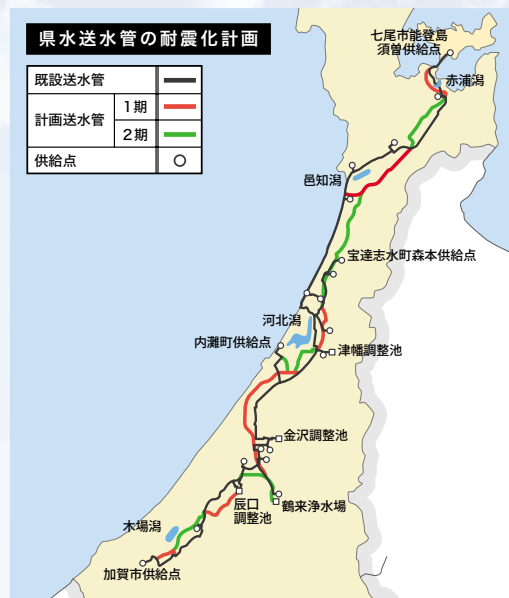 県水送水管の耐震化計画
既設送水管
計画送水管
1期
2期
供給点
七尾市能登島
須曽供給点
赤浦潟
邑知潟
宝達志水町森本供給点
河北潟
内灘町供給点
津幡調整池
金沢調整池
辰口
調整池
鶴来浄水場
木場潟
加賀市供給点